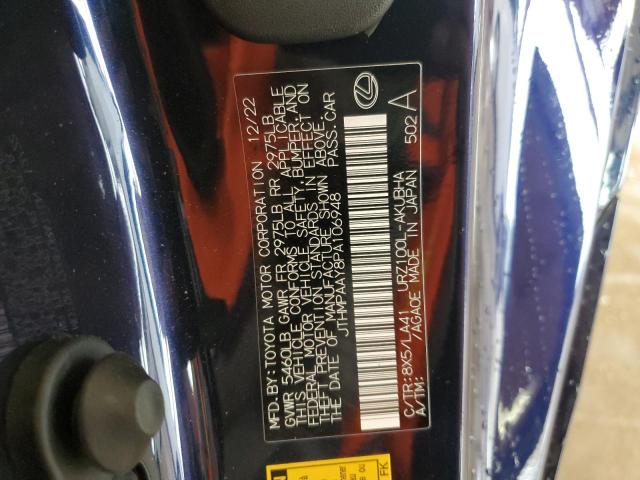 MFD.BY:TOYOTA MOTOR CORPORATION 12/22
GVWR 5460LB GAWR FR 2975LB RR 2975LB
THIS VEHICLE CONFORMS TO ALL APPLICABLE
FEDERAL MOTOR VEHICLE SAFETY, BUMPER, AND
THEFT PREVENTION STANDARDS IN EFFECT ON
THE DATE OF MANUFACTURE SHOWN ABOVE.
JTHMPAAY8PA106948 PASS.CAR
C/TR:8X5/LA41 URZ100L-AKUBHA
A/TM: -/AGA0E MADE IN JAPAN 502 A
FK